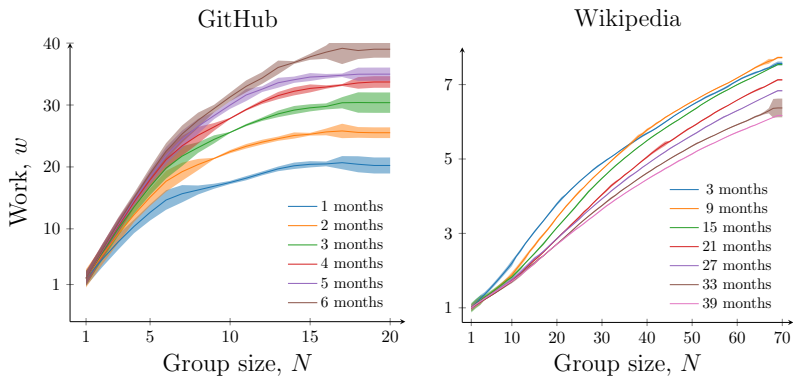 GitHub
Wikipedia
Work, w
40
30
20
10
1
1 months
2 months
3 months
4 months
5 months
6 months
1
5
10
15
20
Group size, N
7
5
3
1
3 months
9 months
15 months
21 months
27 months
33 months
39 months
1
10
20
30
40
50
60
70
Group size, N